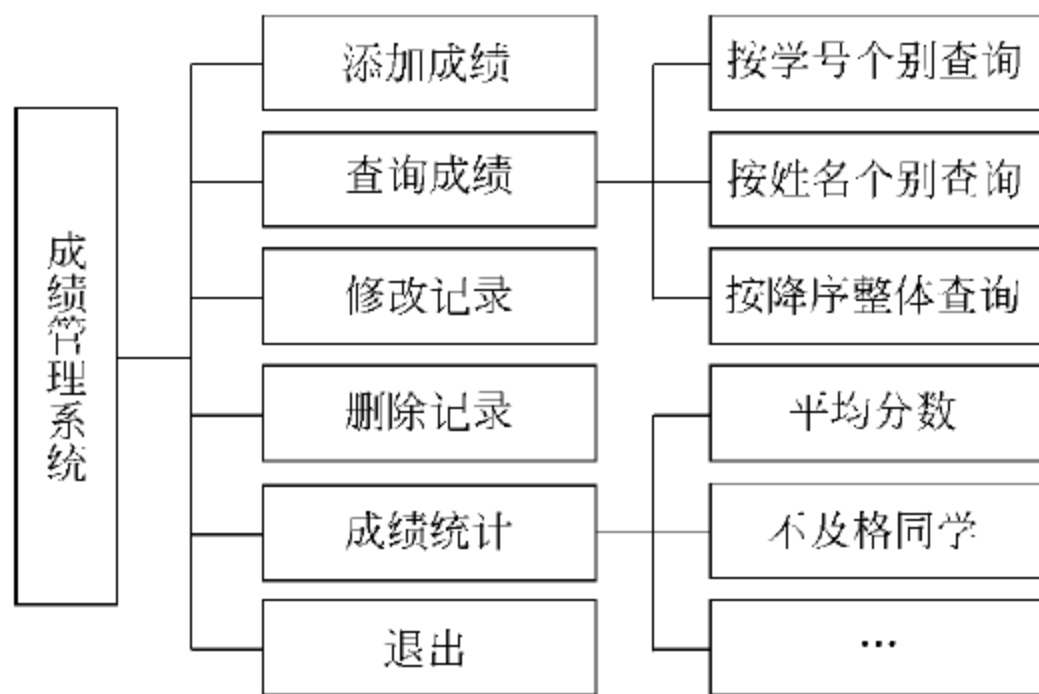 成绩管理系统
添加成绩
查询成绩
修改记录
删除记录
成绩统计
退出
按学号个别查询
按姓名个别查询
按降序整体查询
平均分数
不及格同学
…